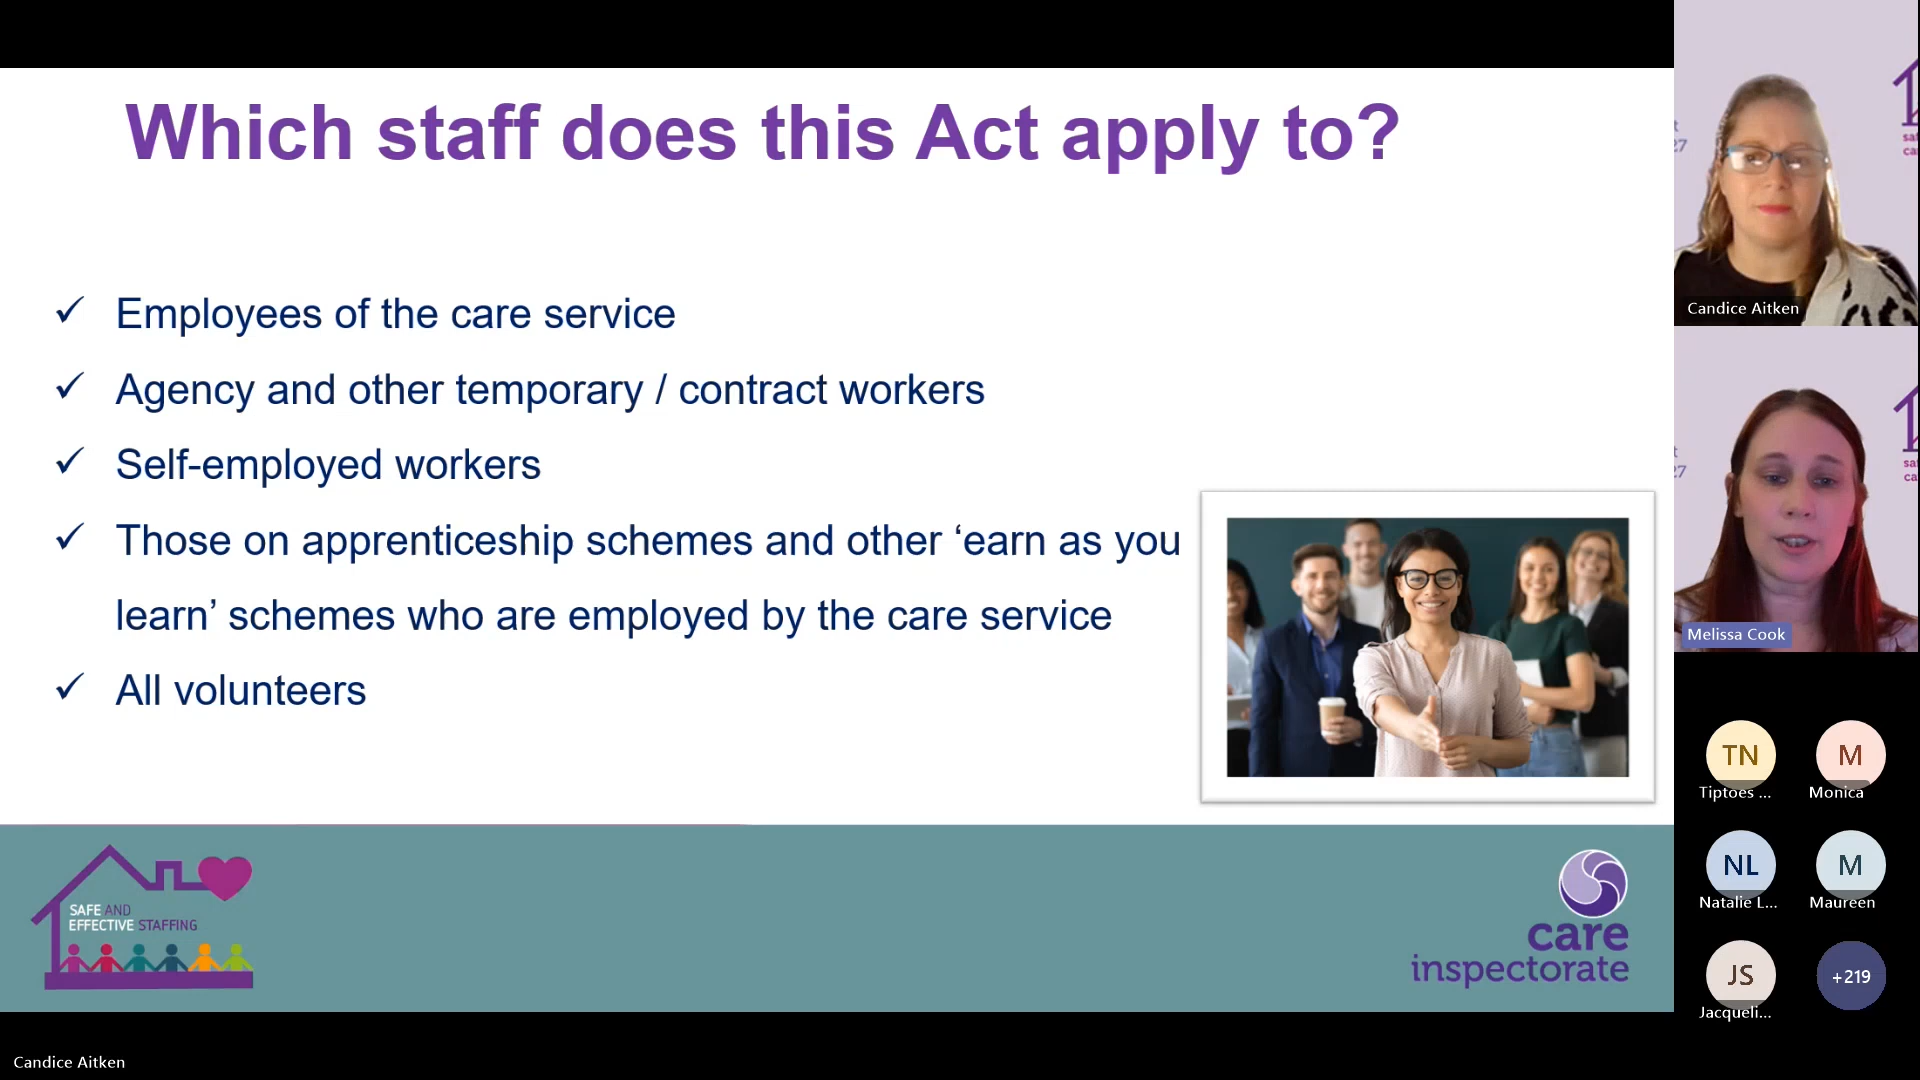 Which staff does this Act apply to?
✓ Employees of the care service
✓ Agency and other temporary / contract workers
✓ Self-employed workers
✓ Those on apprenticeship schemes and other ‘earn as you
learn’ schemes who are employed by the care service
✓ All volunteers
SAFE AND
EFFECTIVE STAFFING
care
inspectorate
Candice Aitken
Candice Aitken
Melissa Cook
TN
Tiptoes ...
M
Monica
NL
Natalie L...
M
Maureen
JS
Jacqueli...
+219